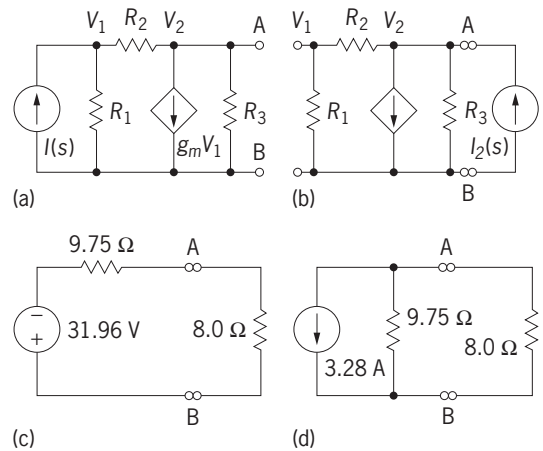 V1 R2 V2 A
I(s) R1 gmV1 R3 B
(a)
V1 R2 V2 A
R1 R3 I2(s) B
(b)
9.75 Ω A
− + 31.96 V 8.0 Ω
B
(c)
A
3.28 A 9.75 Ω 8.0 Ω
B
(d)